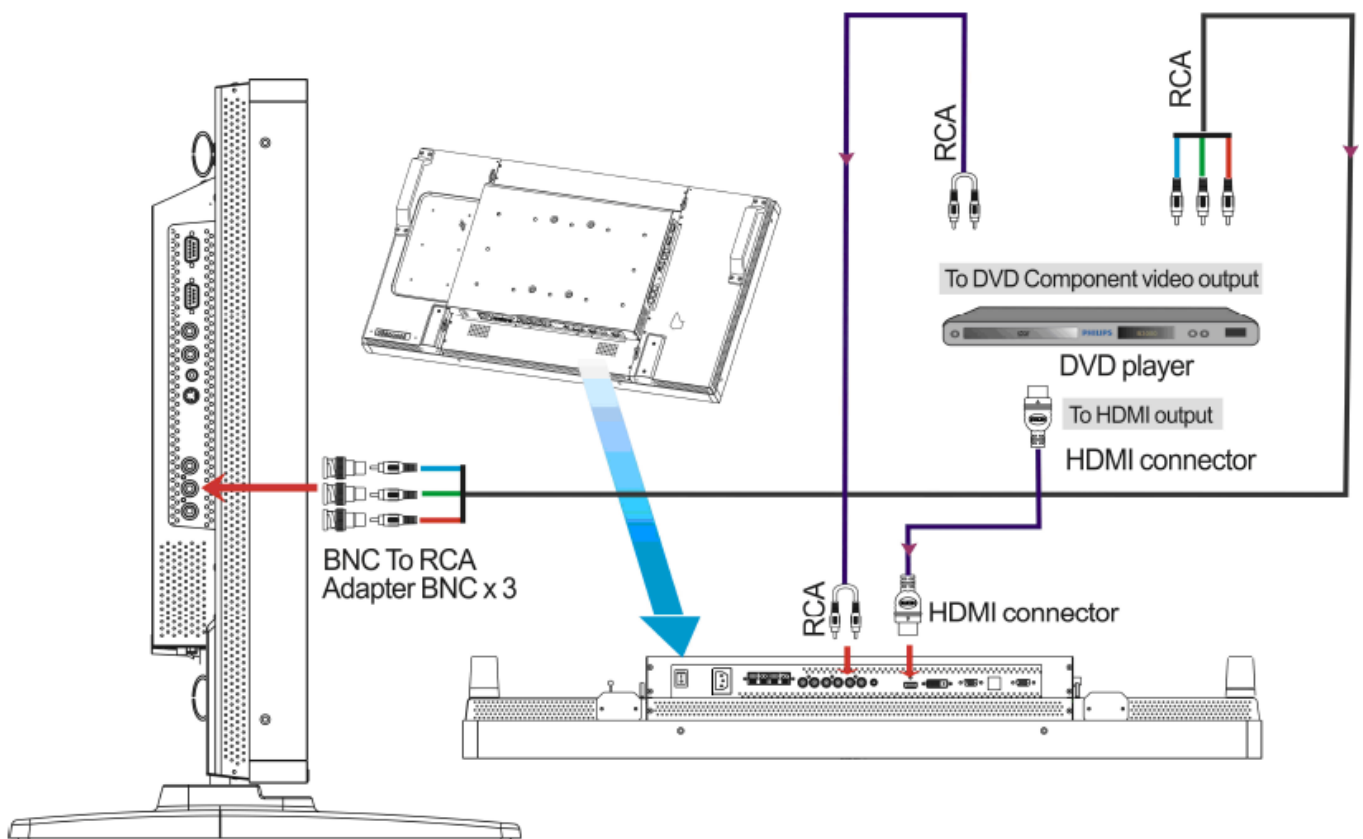 RCA
RCA
To DVD Component video output
PHILIPS
DVD player
To HDMI output
HDMI connector
BNC To RCA
Adapter BNC x 3
RCA
HDMI connector